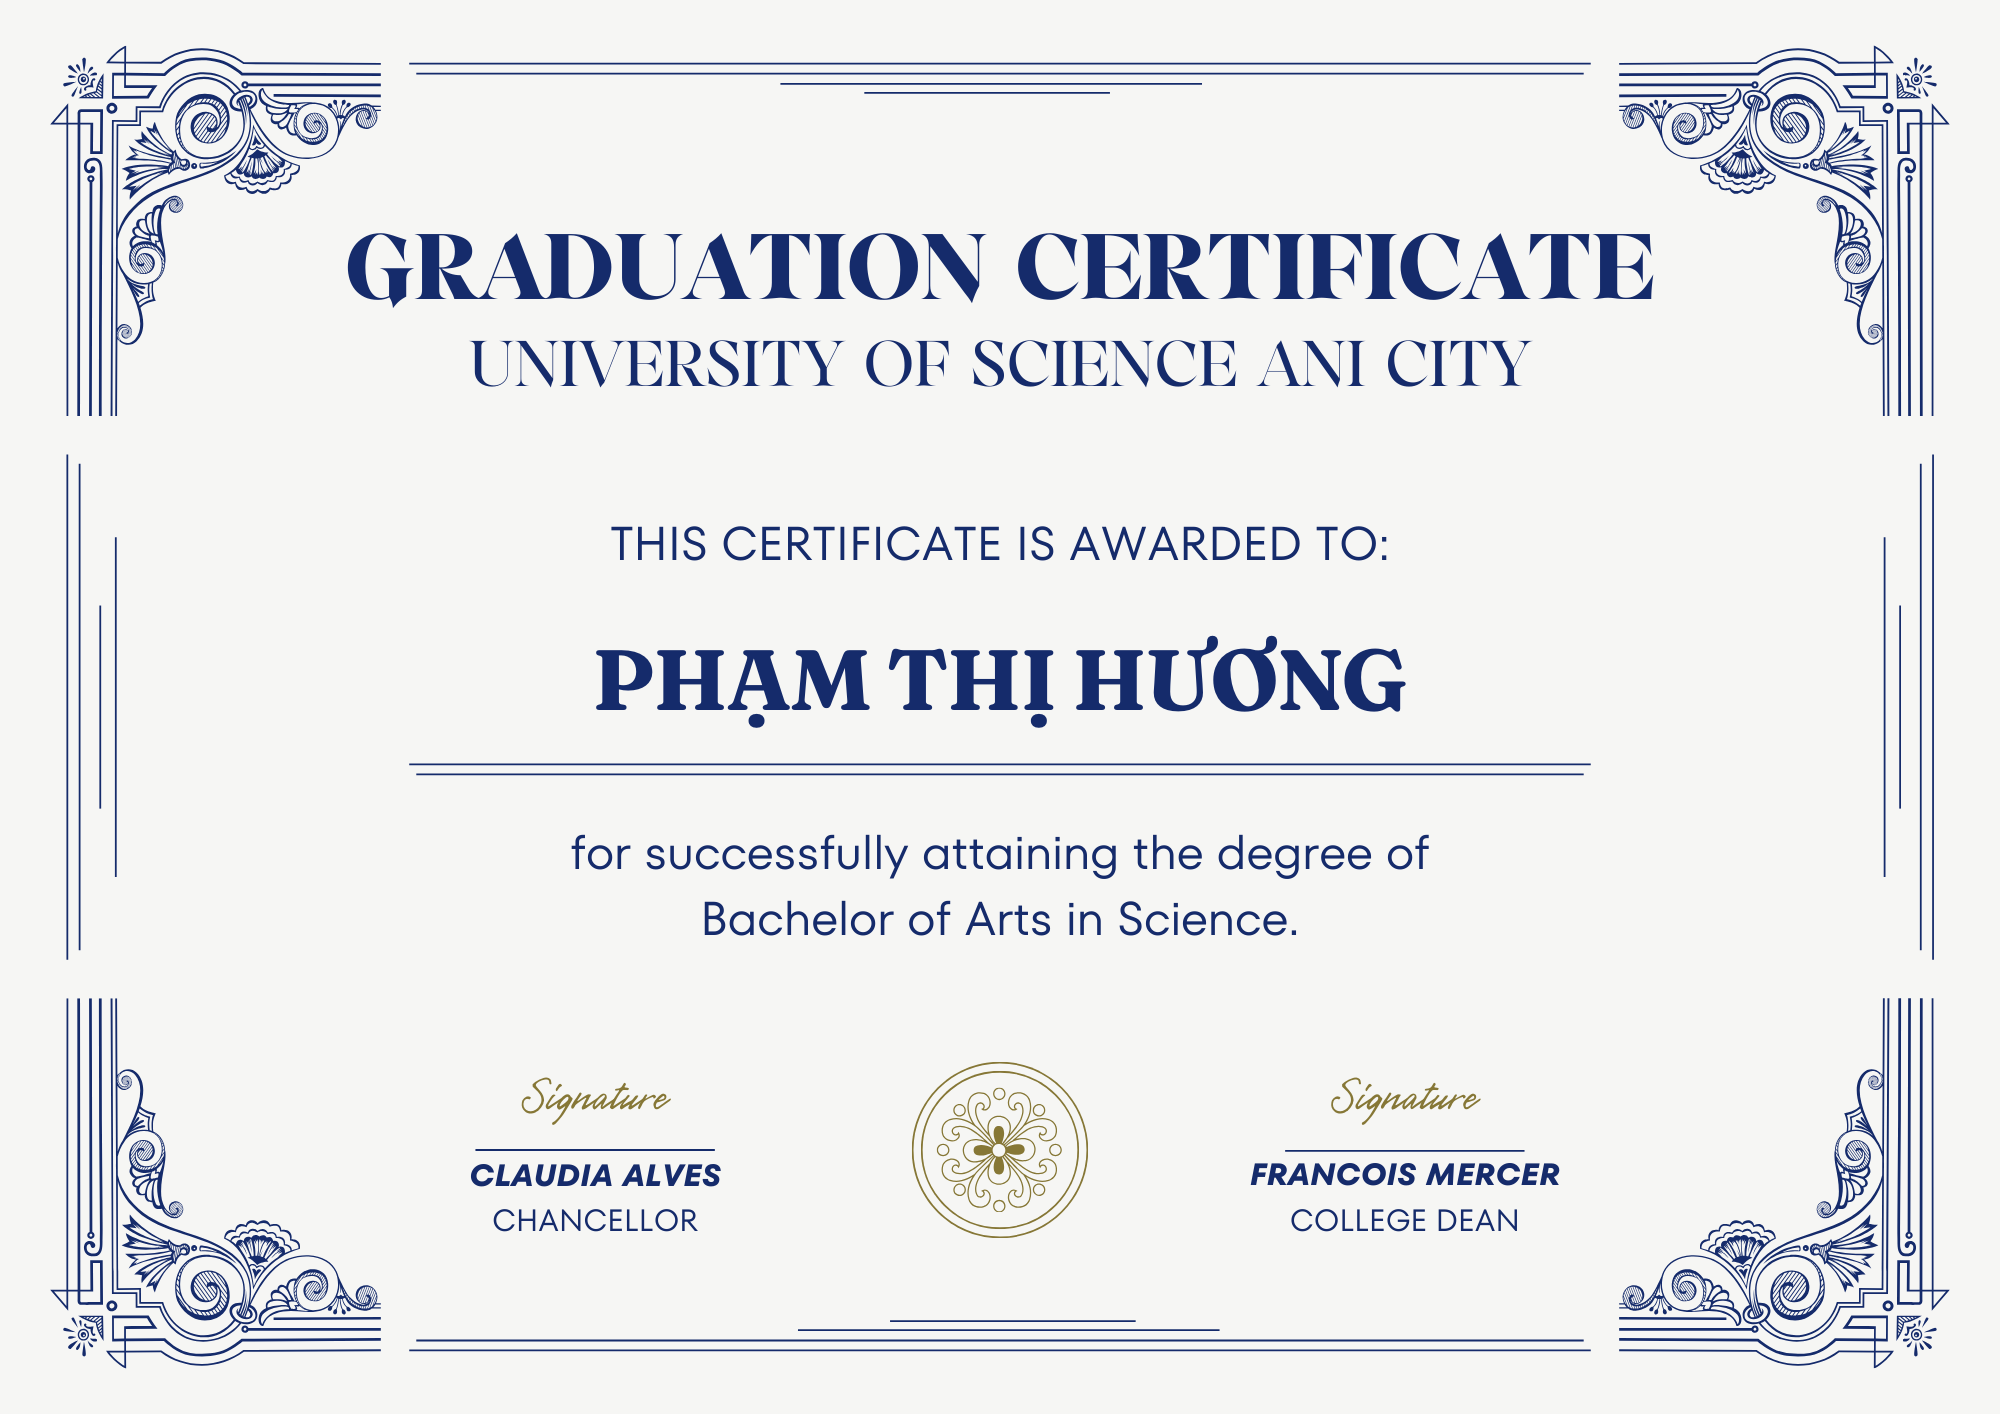 GRADUATION CERTIFICATE
UNIVERSITY OF SCIENCE ANI CITY
THIS CERTIFICATE IS AWARDED TO:
PHẠM THỊ HƯƠNG
for successfully attaining the degree of
Bachelor of Arts in Science.
Signature
CLAUDIA ALVES
CHANCELLOR
Signature
FRANCOIS MERCER
COLLEGE DEAN